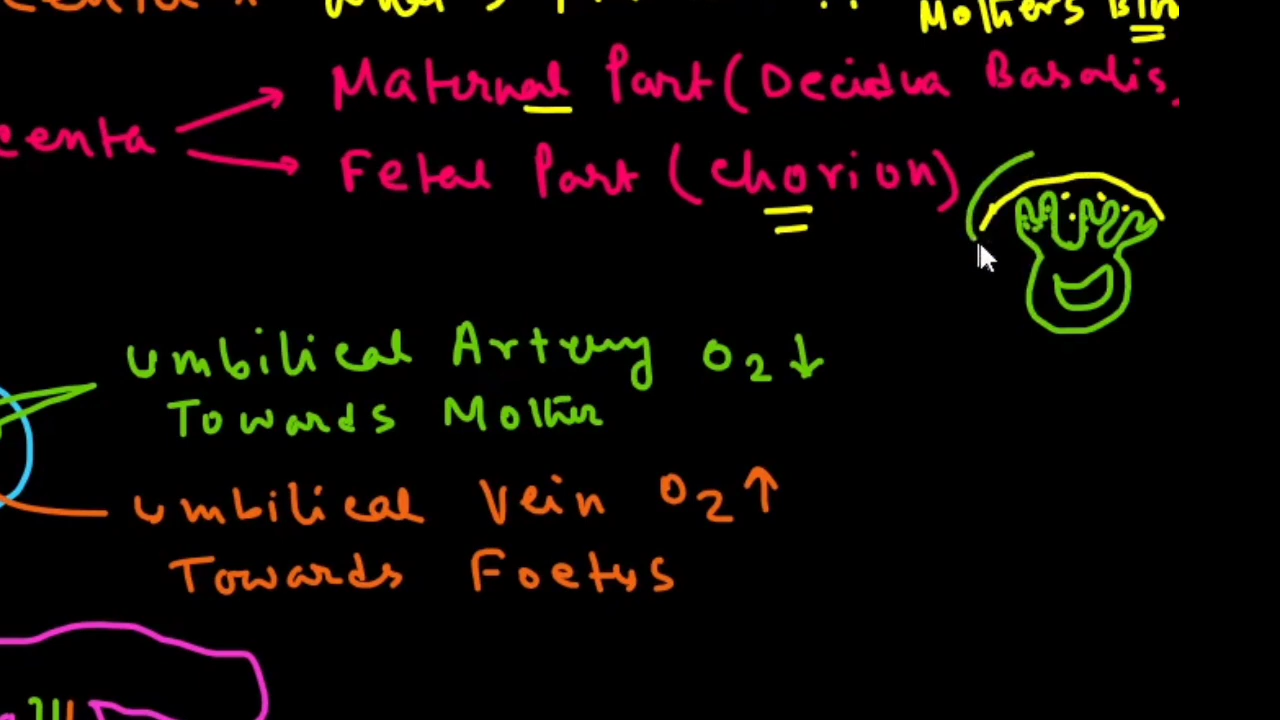 Mothers
Maternal Part (Decidua Basalis
centa
Fetal Part (chorion)
umbilical Artery O2↓
Towards Mother
umbilical Vein O2↑
Towards Foetus